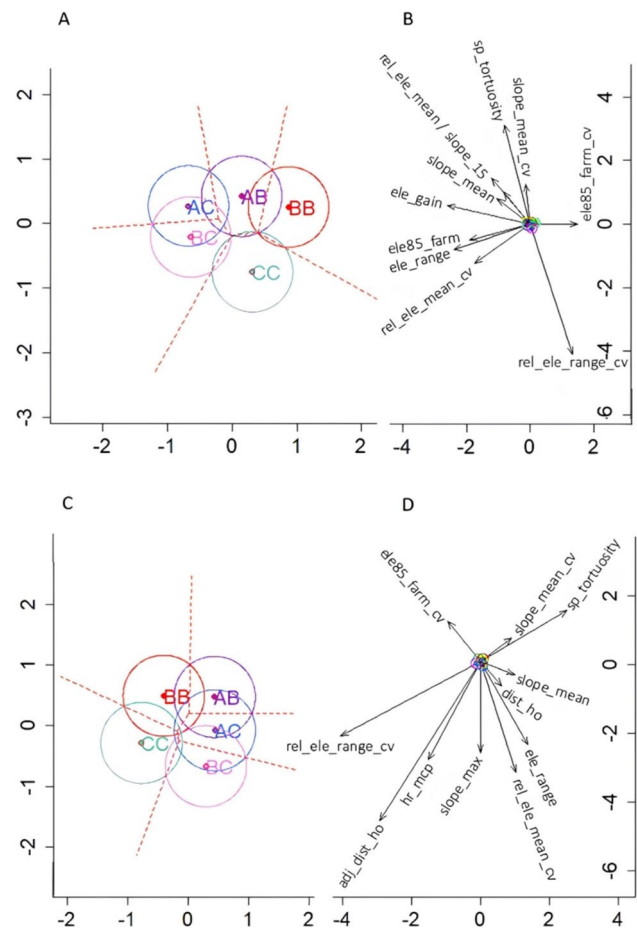 A
B
2
1
0
-1
-2
-3
-2
-1
0
1
2
AC
AB
BB
BC
CC
4
2
0
-2
-4
-6
-4
-2
0
2
sp_tortuosity
slope_mean_cv
rel_ele_mean / slope_15
slope_mean
ele_gain
ele85_farm_cv
ele85_farm
ele_range
rel_ele_mean_cv
rel_ele_range_cv
C
D
2
1
0
-1
-2
-2
-1
0
1
2
BB
AB
AC
CC
BC
2
0
-2
-4
-6
-4
-2
0
2
4
ele85_farm_cv
slope_mean_cv
sp_tortuosity
slope_mean
dist_ho
rel_ele_range_cv
hr_mcp
slope_max
ele_range
rel_ele_mean_cv
adj_dist_ho